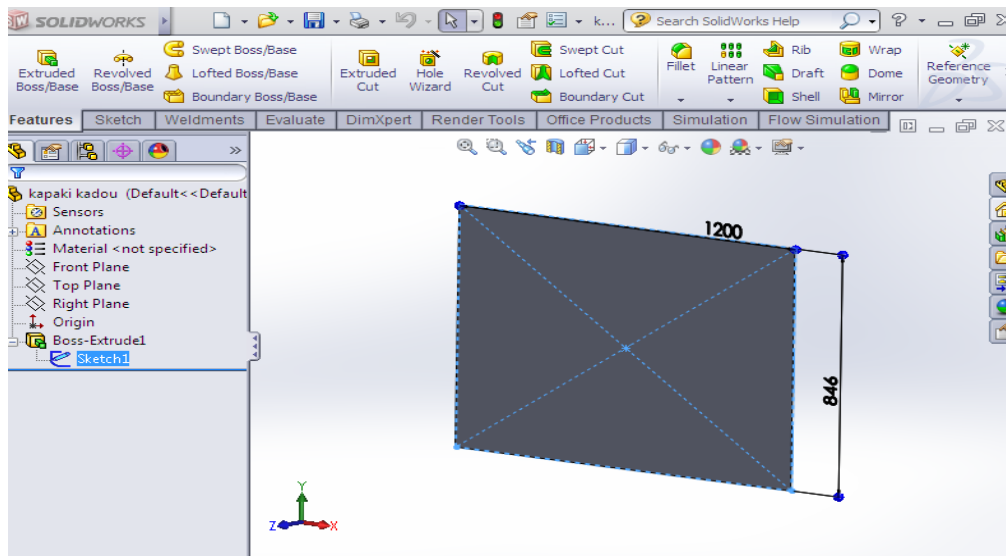 SOLIDWORKS
k... Search SolidWorks Help
Extruded Boss/Base
Revolved Boss/Base
Swept Boss/Base
Lofted Boss/Base
Boundary Boss/Base
Extruded Cut
Hole Wizard
Revolved Cut
Swept Cut
Lofted Cut
Boundary Cut
Fillet
Linear Pattern
Rib
Draft
Shell
Wrap
Dome
Mirror
Reference Geometry
Features Sketch Weldments Evaluate DimXpert Render Tools Office Products Simulation Flow Simulation
kapaki kadou (Default<<Default
Sensors
Annotations
Material <not specified>
Front Plane
Top Plane
Right Plane
Origin
Boss-Extrude1
Sketch1
1200
846
Y
Z X